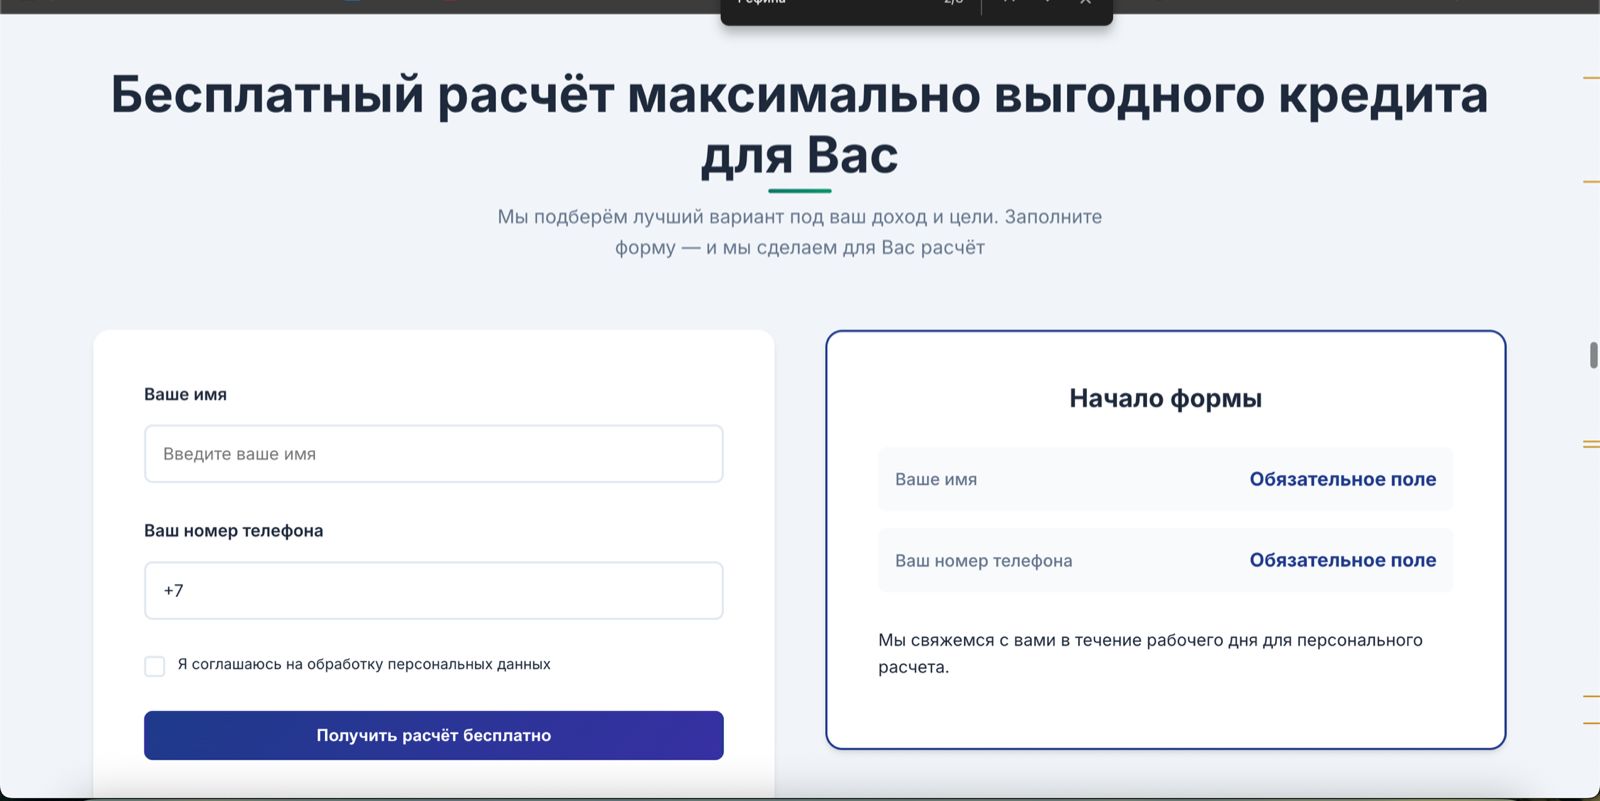 Бесплатный расчёт максимально выгодного кредита
для Вас
Мы подберём лучший вариант под ваш доход и цели. Заполните
форму — и мы сделаем для Вас расчёт
Ваше имя
Введите ваше имя
Ваш номер телефона
+7
Я соглашаюсь на обработку персональных данных
Получить расчёт бесплатно
Начало формы
Ваше имя Обязательное поле
Ваш номер телефона Обязательное поле
Мы свяжемся с вами в течение рабочего дня для персонального
расчета.